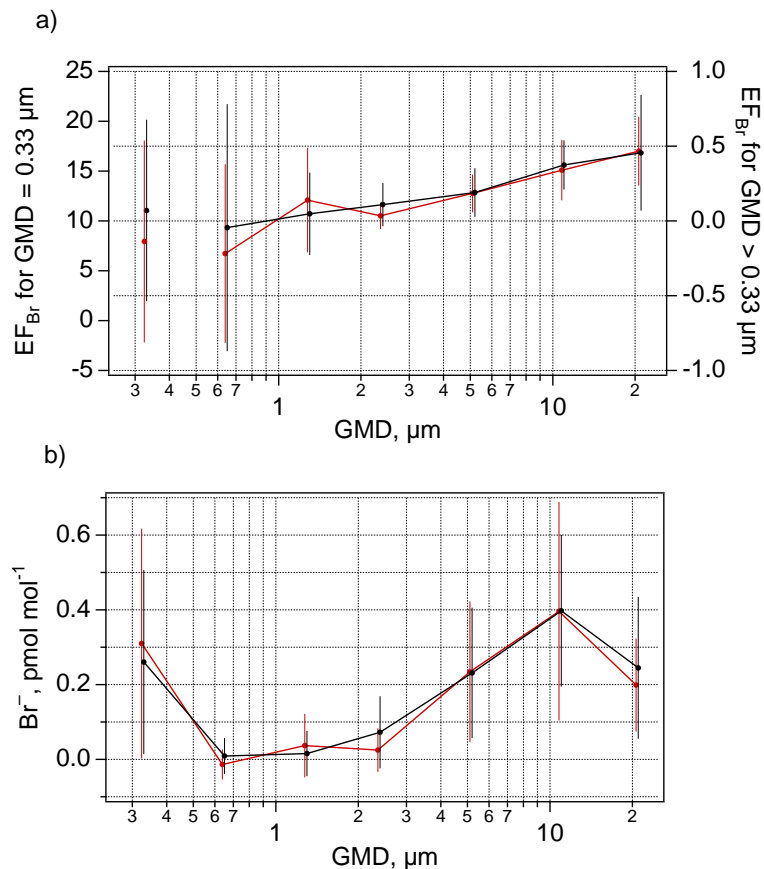 a)
EF_Br for GMD = 0.33 µm
25
20
15
10
5
0
-5
1.0
0.5
0.0
-0.5
-1.0
EF_Br for GMD > 0.33 µm
3 4 5 6 7 2 3 4 5 6 7 2
1 10
GMD, µm
b)
Br⁻, pmol mol⁻¹
0.6
0.4
0.2
0.0
3 4 5 6 7 2 3 4 5 6 7 2
1 10
GMD, µm